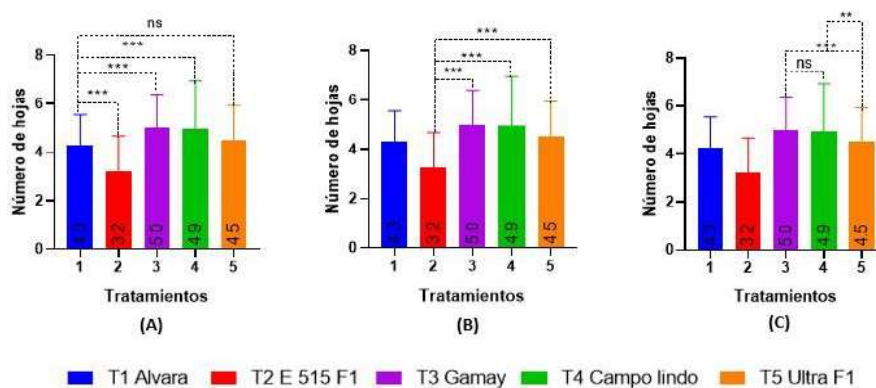 ns
***
***
***
8
6
4
2
0
Número de hojas
4.3
3.2
5.0
4.9
4.5
1 2 3 4 5
Tratamientos
(A)
***
***
***
8
6
4
2
0
Número de hojas
4.3
3.2
5.0
4.9
4.5
1 2 3 4 5
Tratamientos
(B)
**
***
ns
8
6
4
2
0
Número de hojas
4.3
3.2
5.0
4.9
4.5
1 2 3 4 5
Tratamientos
(C)
T1 Alvara T2 E 515 F1 T3 Gamay T4 Campo lindo T5 Ultra F1